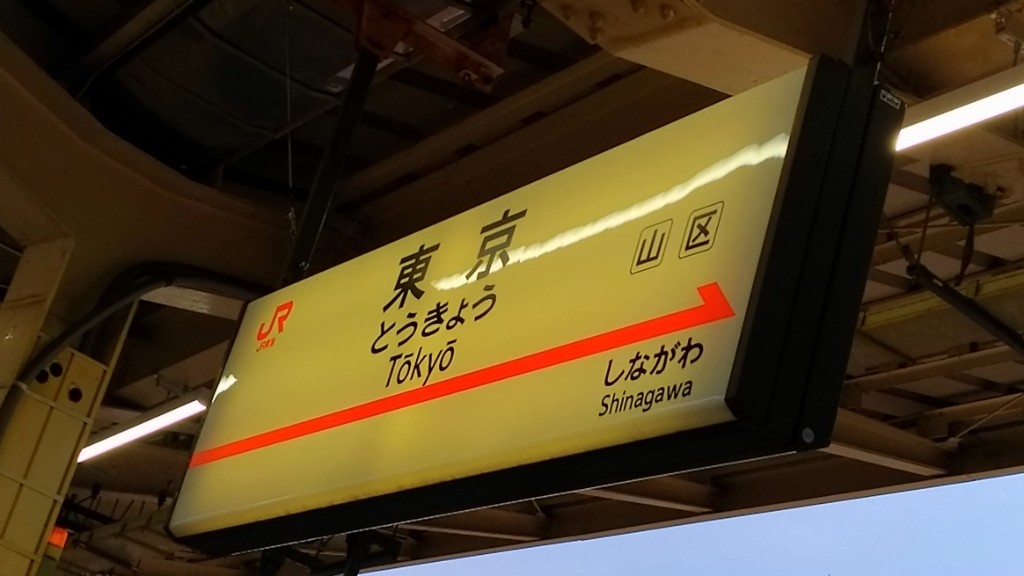 JR
東京
山 区
とうきょう
Tōkyō
しながわ
Shinagawa